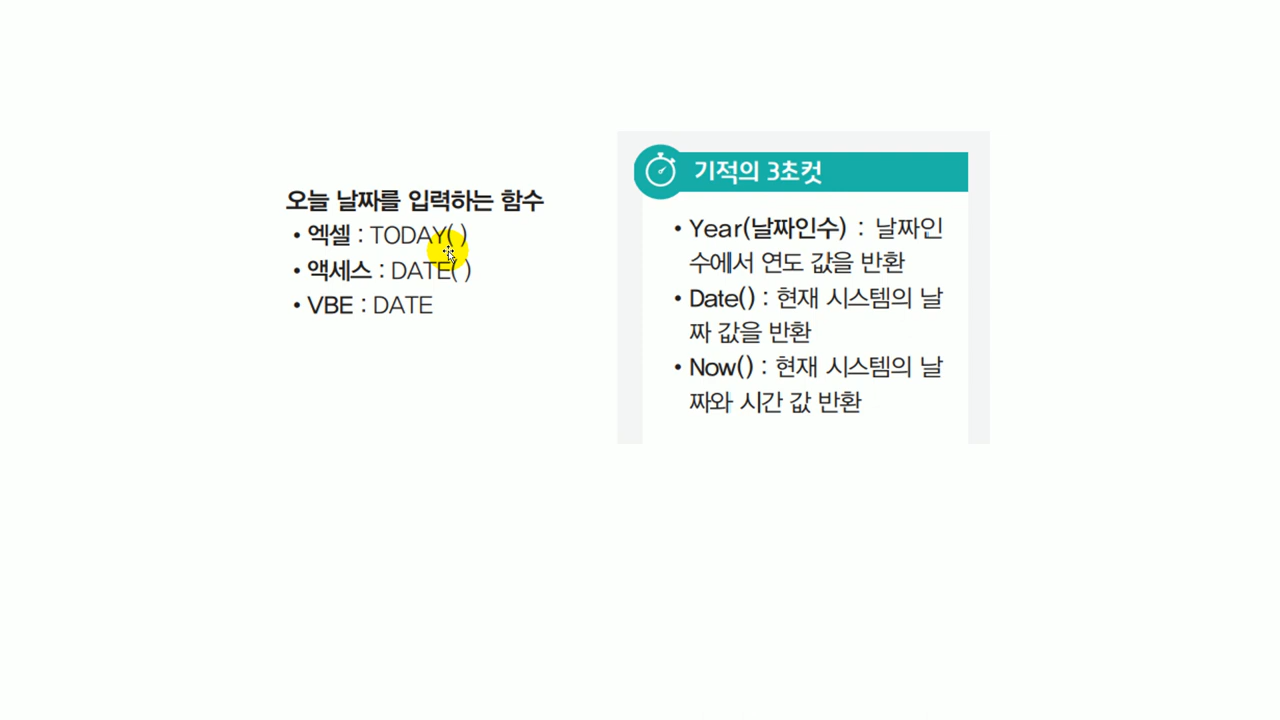 오늘 날짜를 입력하는 함수
• 엑셀 : TODAY( )
• 액세스 : DATE( )
• VBE : DATE
기적의 3초컷
• Year(날짜인수) : 날짜인
수에서 연도 값을 반환
• Date() : 현재 시스템의 날
짜 값을 반환
• Now() : 현재 시스템의 날
짜와 시간 값 반환